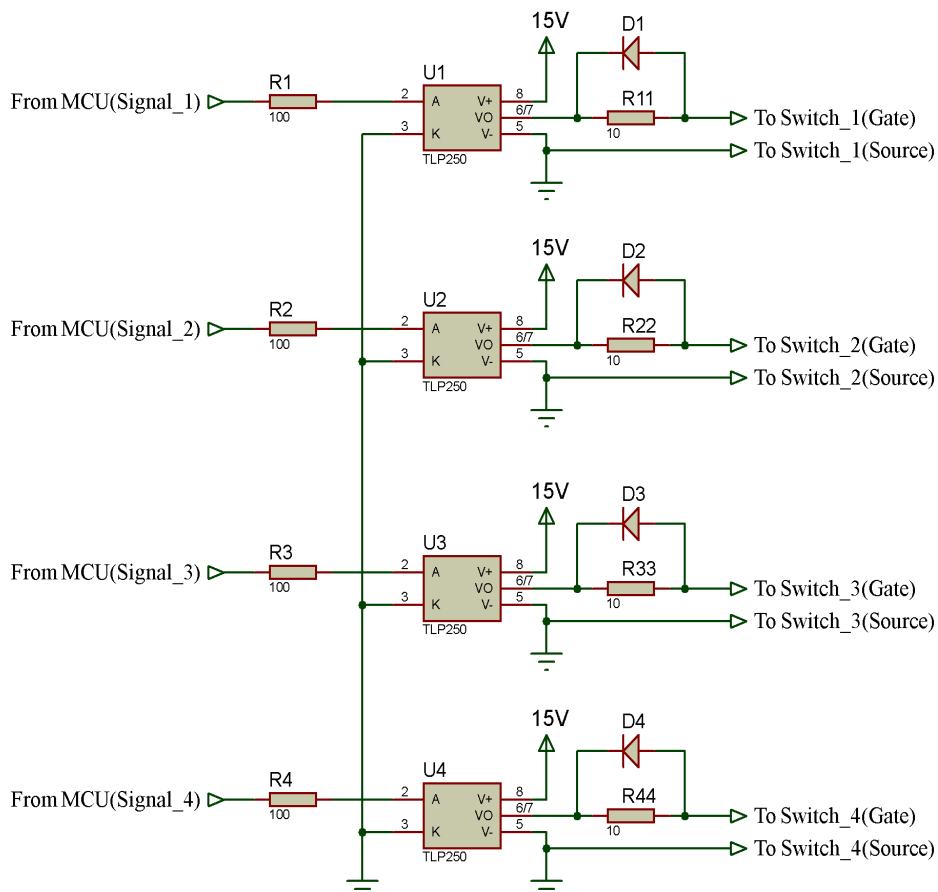 15V
D1
R1
U1
From MCU(Signal_1)
2
A
V+
8
R11
100
VO
6/7
To Switch_1(Gate)
3
K
V-
5
10
TLP250
To Switch_1(Source)
15V
D2
R2
U2
From MCU(Signal_2)
2
A
V+
8
R22
100
VO
6/7
To Switch_2(Gate)
3
K
V-
5
10
TLP250
To Switch_2(Source)
15V
D3
R3
U3
From MCU(Signal_3)
2
A
V+
8
R33
100
VO
6/7
To Switch_3(Gate)
3
K
V-
5
10
TLP250
To Switch_3(Source)
15V
D4
R4
U4
From MCU(Signal_4)
2
A
V+
8
R44
100
VO
6/7
To Switch_4(Gate)
3
K
V-
5
10
TLP250
To Switch_4(Source)